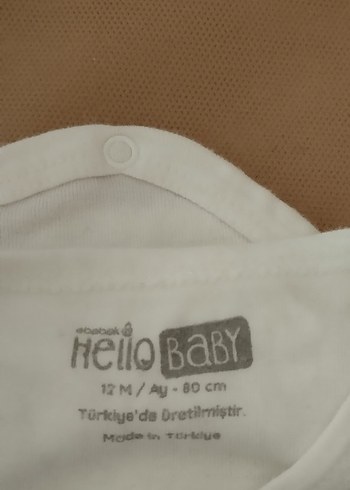 ebebek
Hello BABY
12 M / Ay - 80 cm
Türkiye'de Üretilmiştir.
Made in Türkiye